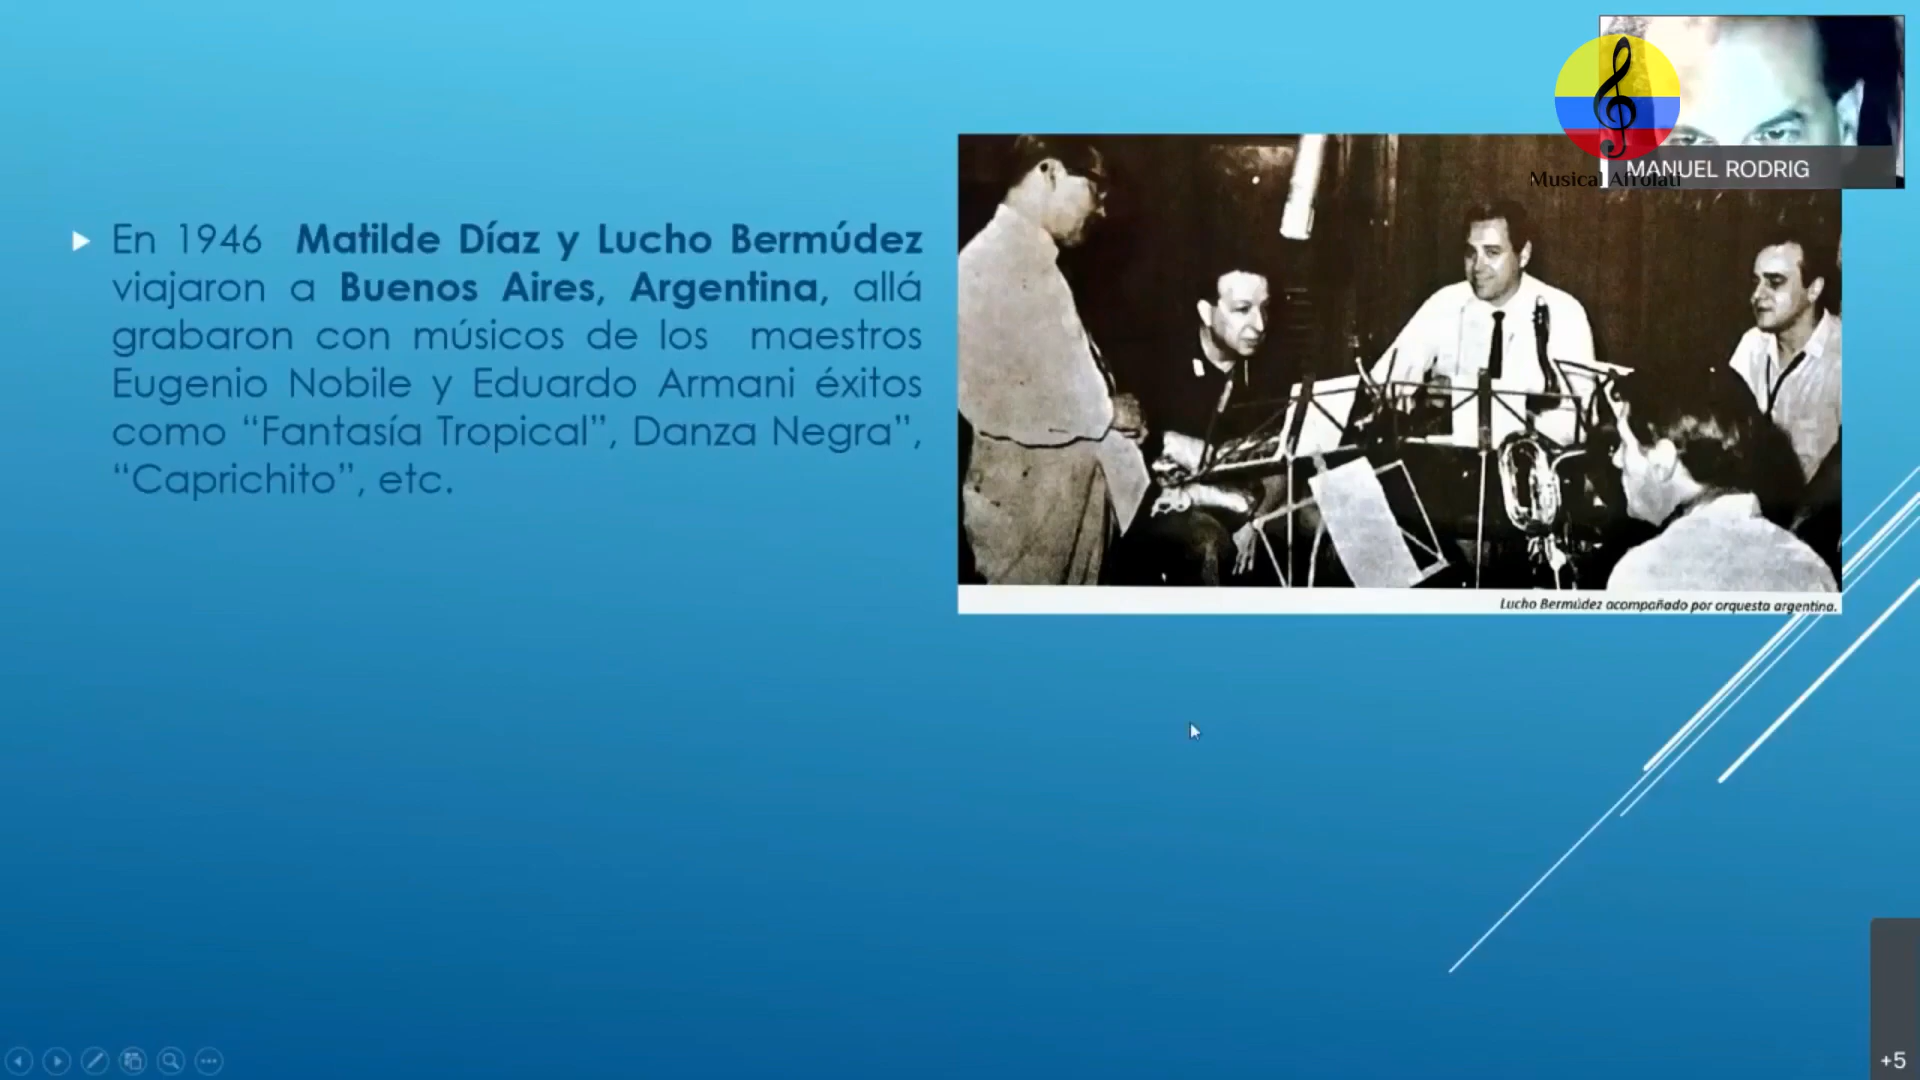 En 1946 Matilde Díaz y Lucho Bermúdez
viajaron a Buenos Aires, Argentina, allá
grabaron con músicos de los maestros
Eugenio Nobile y Eduardo Armani éxitos
como “Fantasía Tropical”, Danza Negra”,
“Caprichito”, etc.
MANUEL RODRIG
Musical Afrolati
Lucho Bermúdez acompañado por orquesta argentina.
+5